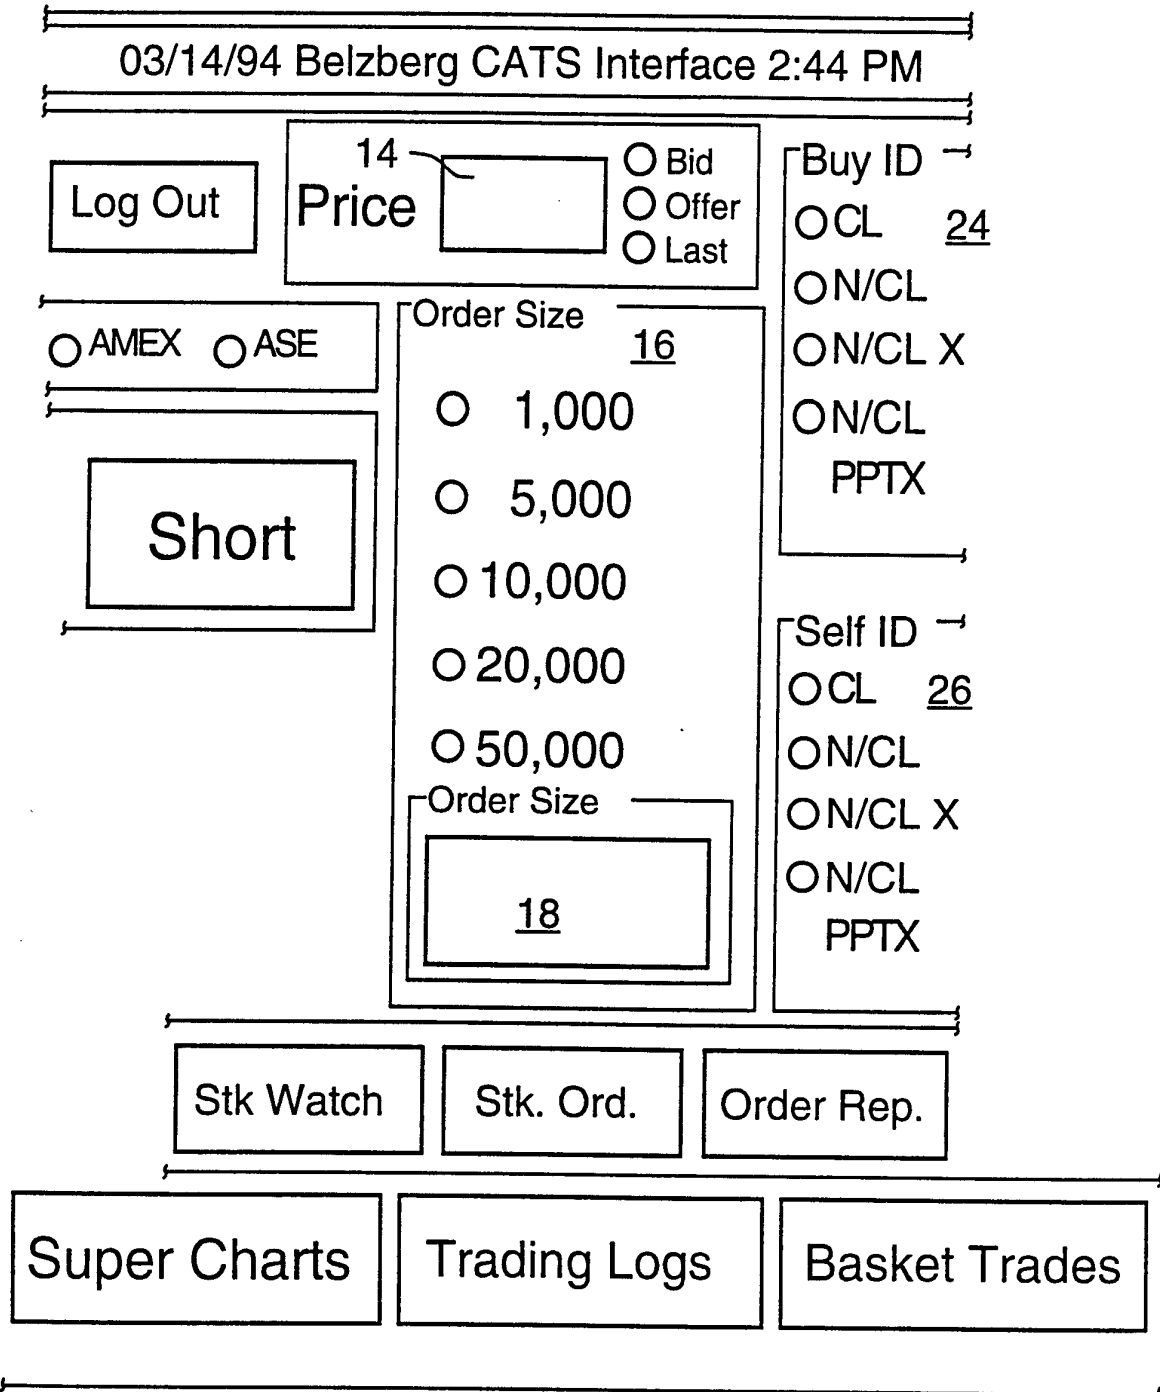 03/14/94 Belzberg CATS Interface 2:44 PM
Log Out
14
Price
Bid
Offer
Last
AMEX ASE
Short
Order Size
16
1,000
5,000
10,000
20,000
50,000
Order Size
18
Buy ID
CL 24
N/CL
N/CL X
N/CL
PPTX
Self ID
CL 26
N/CL
N/CL X
N/CL
PPTX
Stk Watch Stk. Ord. Order Rep.
Super Charts Trading Logs Basket Trades